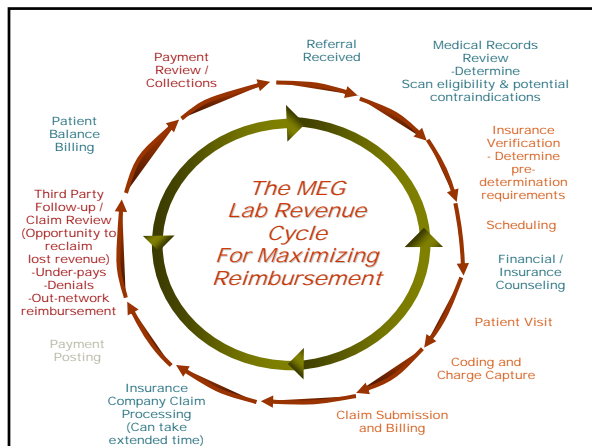 Referral
Received
Medical Records
Review
-Determine
Scan eligibility & potential
contraindications
Insurance
Verification
- Determine
pre-
determination
requirements
Scheduling
Financial /
Insurance
Counseling
Patient Visit
Coding and
Charge Capture
Claim Submission
and Billing
Insurance
Company Claim
Processing
(Can take
extended time)
Payment
Posting
Third Party
Follow-up /
Claim Review
(Opportunity to
reclaim
lost revenue)
-Under-pays
-Denials
-Out-network
reimbursement
Patient
Balance
Billing
Payment
Review /
Collections
The MEG
Lab Revenue
Cycle
For Maximizing
Reimbursement